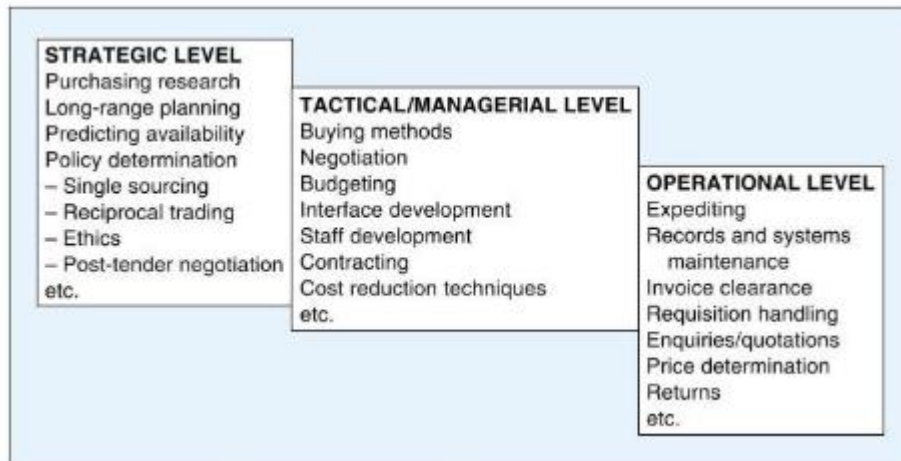 STRATEGIC LEVEL
Purchasing research
Long-range planning
Predicting availability
Policy determination
– Single sourcing
– Reciprocal trading
– Ethics
– Post-tender negotiation
etc.
TACTICAL/MANAGERIAL LEVEL
Buying methods
Negotiation
Budgeting
Interface development
Staff development
Contracting
Cost reduction techniques
etc.
OPERATIONAL LEVEL
Expediting
Records and systems
maintenance
Invoice clearance
Requisition handling
Enquiries/quotations
Price determination
Returns
etc.